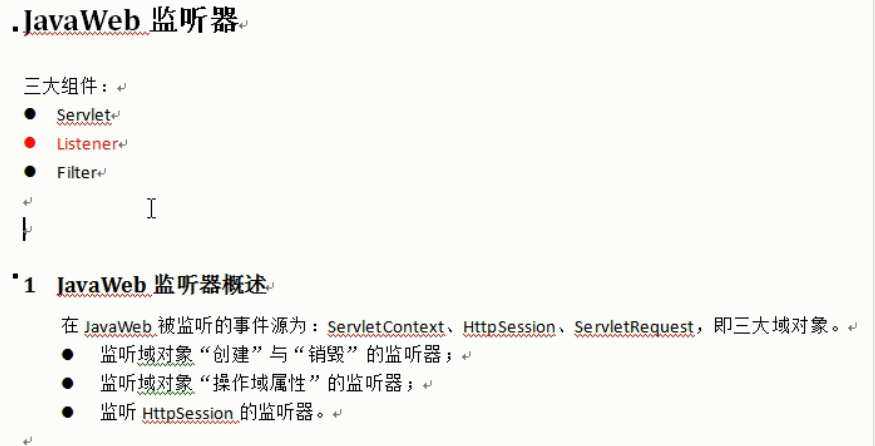 JavaWeb 监听器
三大组件：
● Servlet
● Listener
● Filter
1 JavaWeb 监听器概述
在 JavaWeb 被监听的事件源为：ServletContext、HttpSession、ServletRequest，即三大域对象。
● 监听域对象“创建”与“销毁”的监听器；
● 监听域对象“操作域属性”的监听器；
● 监听 HttpSession 的监听器。